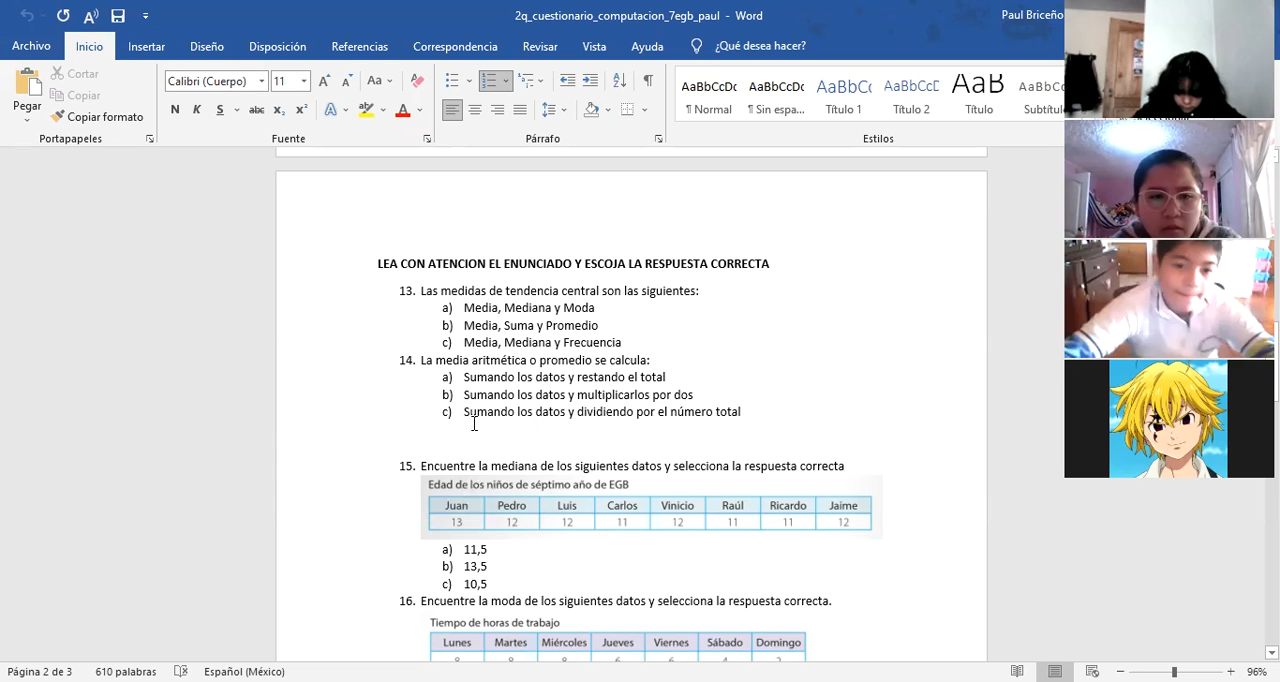 2q_cuestionario_computacion_7egb_paul - Word
Paul Briceño
Archivo Inicio Insertar Diseño Disposición Referencias Correspondencia Revisar Vista Ayuda ¿Qué desea hacer?
Pegar
Cortar
Copiar
Copiar formato
Portapapeles
Calibri (Cuerpo) 11
Aa
N K S abc x₂ x²
Fuente
Párrafo
AaBbCcDc AaBbCcDc AaBbC AaBbCcD AaB
¶ Normal ¶ Sin espa... Título 1 Título 2 Título Subtítul
Estilos
LEA CON ATENCION EL ENUNCIADO Y ESCOJA LA RESPUESTA CORRECTA
13. Las medidas de tendencia central son las siguientes:
a) Media, Mediana y Moda
b) Media, Suma y Promedio
c) Media, Mediana y Frecuencia
14. La media aritmética o promedio se calcula:
a) Sumando los datos y restando el total
b) Sumando los datos y multiplicarlos por dos
c) Sumando los datos y dividiendo por el número total
15. Encuentre la mediana de los siguientes datos y selecciona la respuesta correcta
Edad de los niños de séptimo año de EGB
Juan Pedro Luis Carlos Vinicio Raúl Ricardo Jaime
13 12 12 11 12 11 11 12
a) 11,5
b) 13,5
c) 10,5
16. Encuentre la moda de los siguientes datos y selecciona la respuesta correcta.
Tiempo de horas de trabajo
Lunes Martes Miércoles Jueves Viernes Sábado Domingo
Página 2 de 3 610 palabras Español (México) 96%